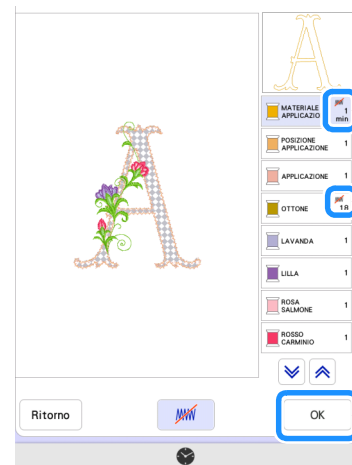 MATERIALE 1
APPLICAZIO min
POSIZIONE
APPLICAZIONE 1
APPLICAZIONE 1
OTTONE 18
LAVANDA 1
LILLA 1
ROSA
SALMONE 1
ROSSO
CARMINIO 1
Ritorno OK